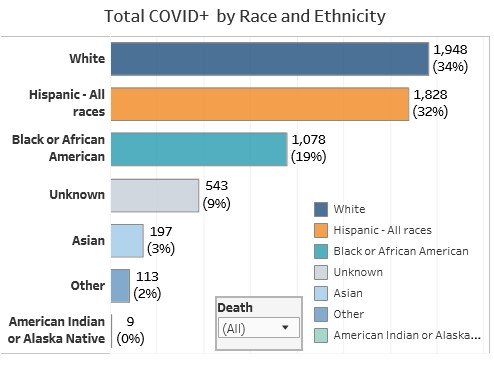 Total COVID+ by Race and Ethnicity
White
1,948
(34%)
Hispanic - All
races
1,828
(32%)
Black or African
American
1,078
(19%)
Unknown
543
(9%)
Asian
197
(3%)
Other
113
(2%)
American Indian
or Alaska Native
9
(0%)
Death
(All)
White
Hispanic - All races
Black or African American
Unknown
Asian
Other
American Indian or Alaska...